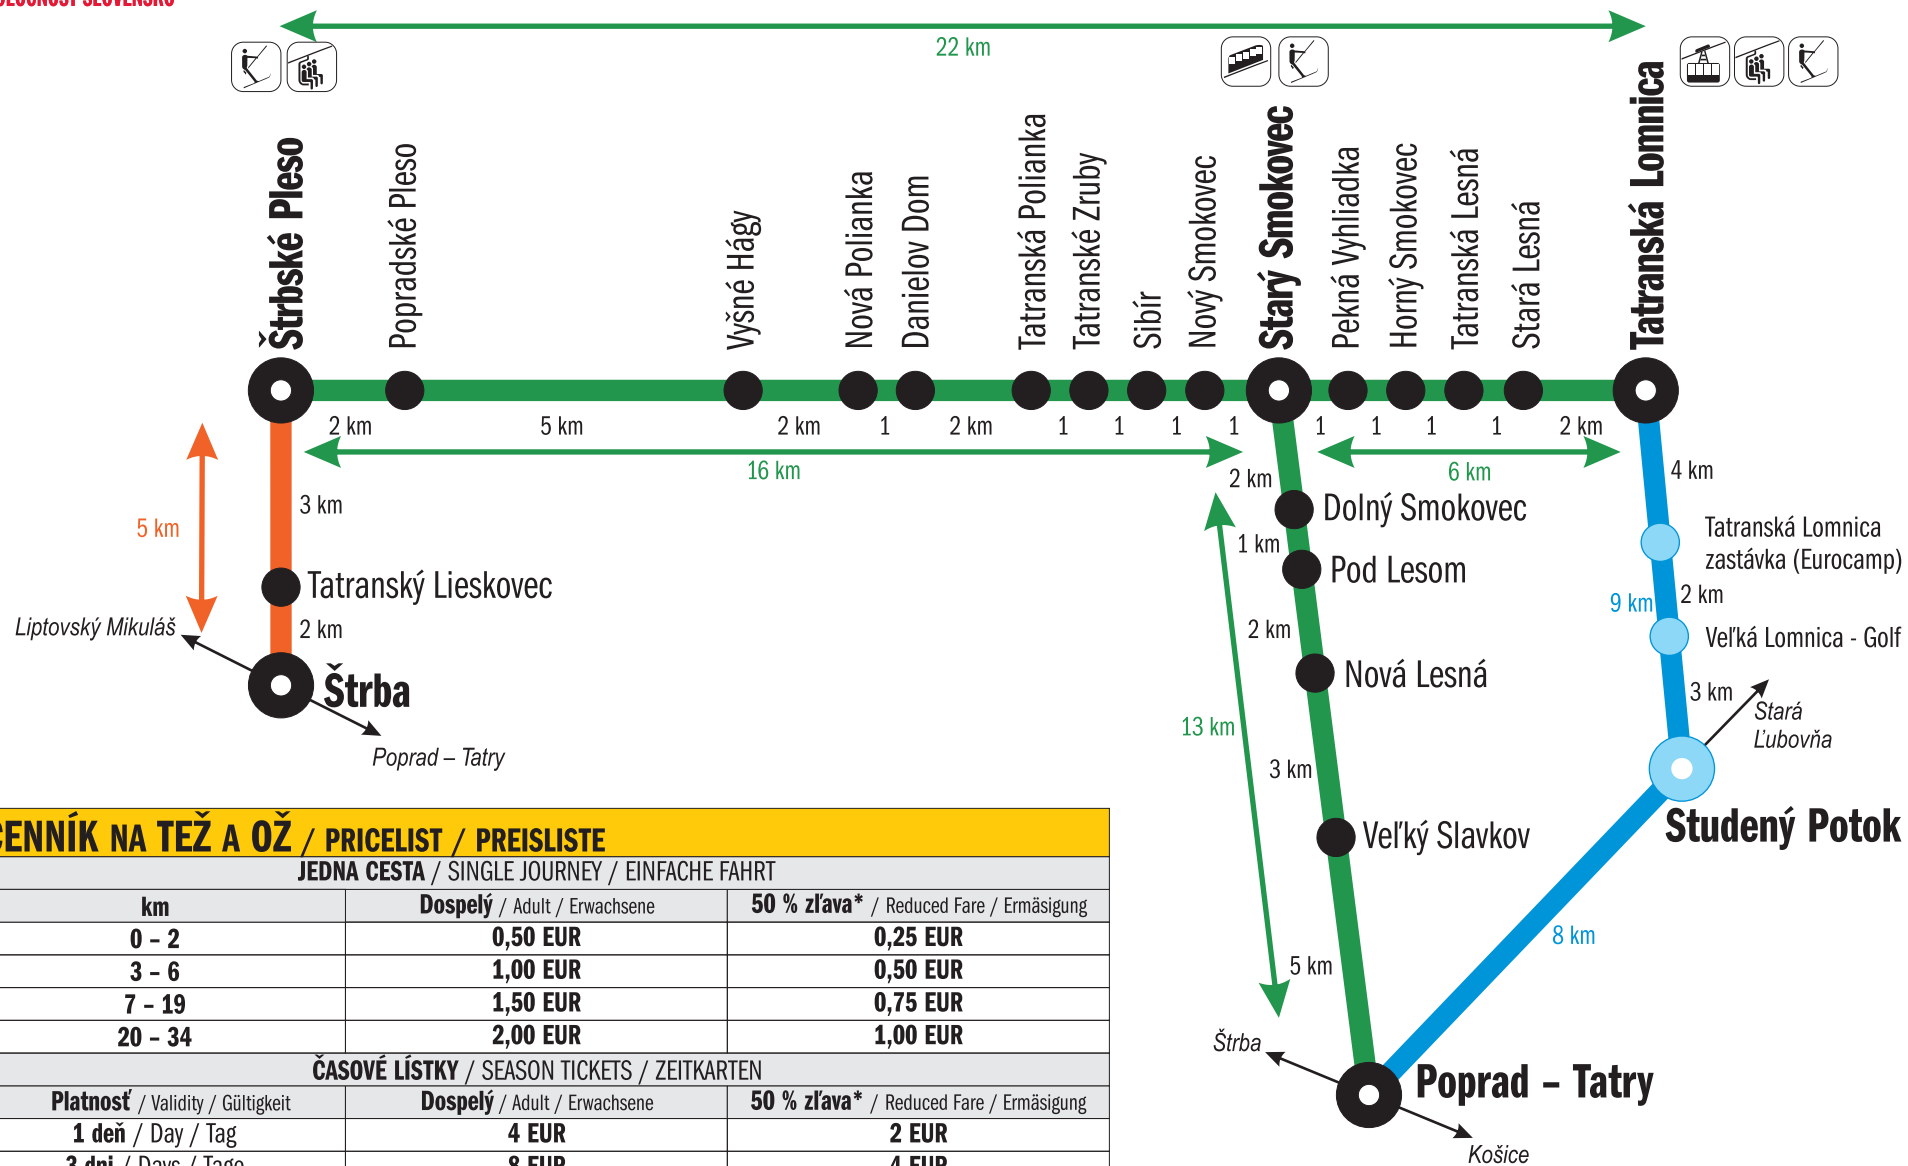 22 km
Štrbské Pleso
Popradské Pleso
Vyšné Hágy
Nová Polianka
Danielov Dom
Tatranská Polianka
Tatranské Zruby
Sibír
Nový Smokovec
Starý Smokovec
Pekná Vyhliadka
Horný Smokovec
Tatranská Lesná
Stará Lesná
Tatranská Lomnica
2 km 5 km 2 km 1 2 km 1 1 1 1 1 1 1 1 2 km
16 km
6 km
5 km
3 km
Tatranský Lieskovec
2 km
Liptovský Mikuláš
Štrba
Poprad – Tatry
2 km
Dolný Smokovec
1 km
Pod Lesom
2 km
Nová Lesná
13 km
3 km
Veľký Slavkov
5 km
4 km
Tatranská Lomnica
zastávka (Eurocamp)
9 km
2 km
Veľká Lomnica - Golf
3 km
Stará
Ľubovňa
Studený Potok
8 km
Štrba
Poprad – Tatry
Košice
CENNÍK NA TEŽ A OŽ / PRICELIST / PREISLISTE
JEDNA CESTA / SINGLE JOURNEY / EINFACHE FAHRT
km Dospelý / Adult / Erwachsene 50 % zľava* / Reduced Fare / Ermäsigung
0 – 2 0,50 EUR 0,25 EUR
3 – 6 1,00 EUR 0,50 EUR
7 – 19 1,50 EUR 0,75 EUR
20 – 34 2,00 EUR 1,00 EUR
ČASOVÉ LÍSTKY / SEASON TICKETS / ZEITKARTEN
Platnosť / Validity / Gültigkeit Dospelý / Adult / Erwachsene 50 % zľava* / Reduced Fare / Ermäsigung
1 deň / Day / Tag 4 EUR 2 EUR
3 dni / Days / Tage 8 EUR 4 EUR